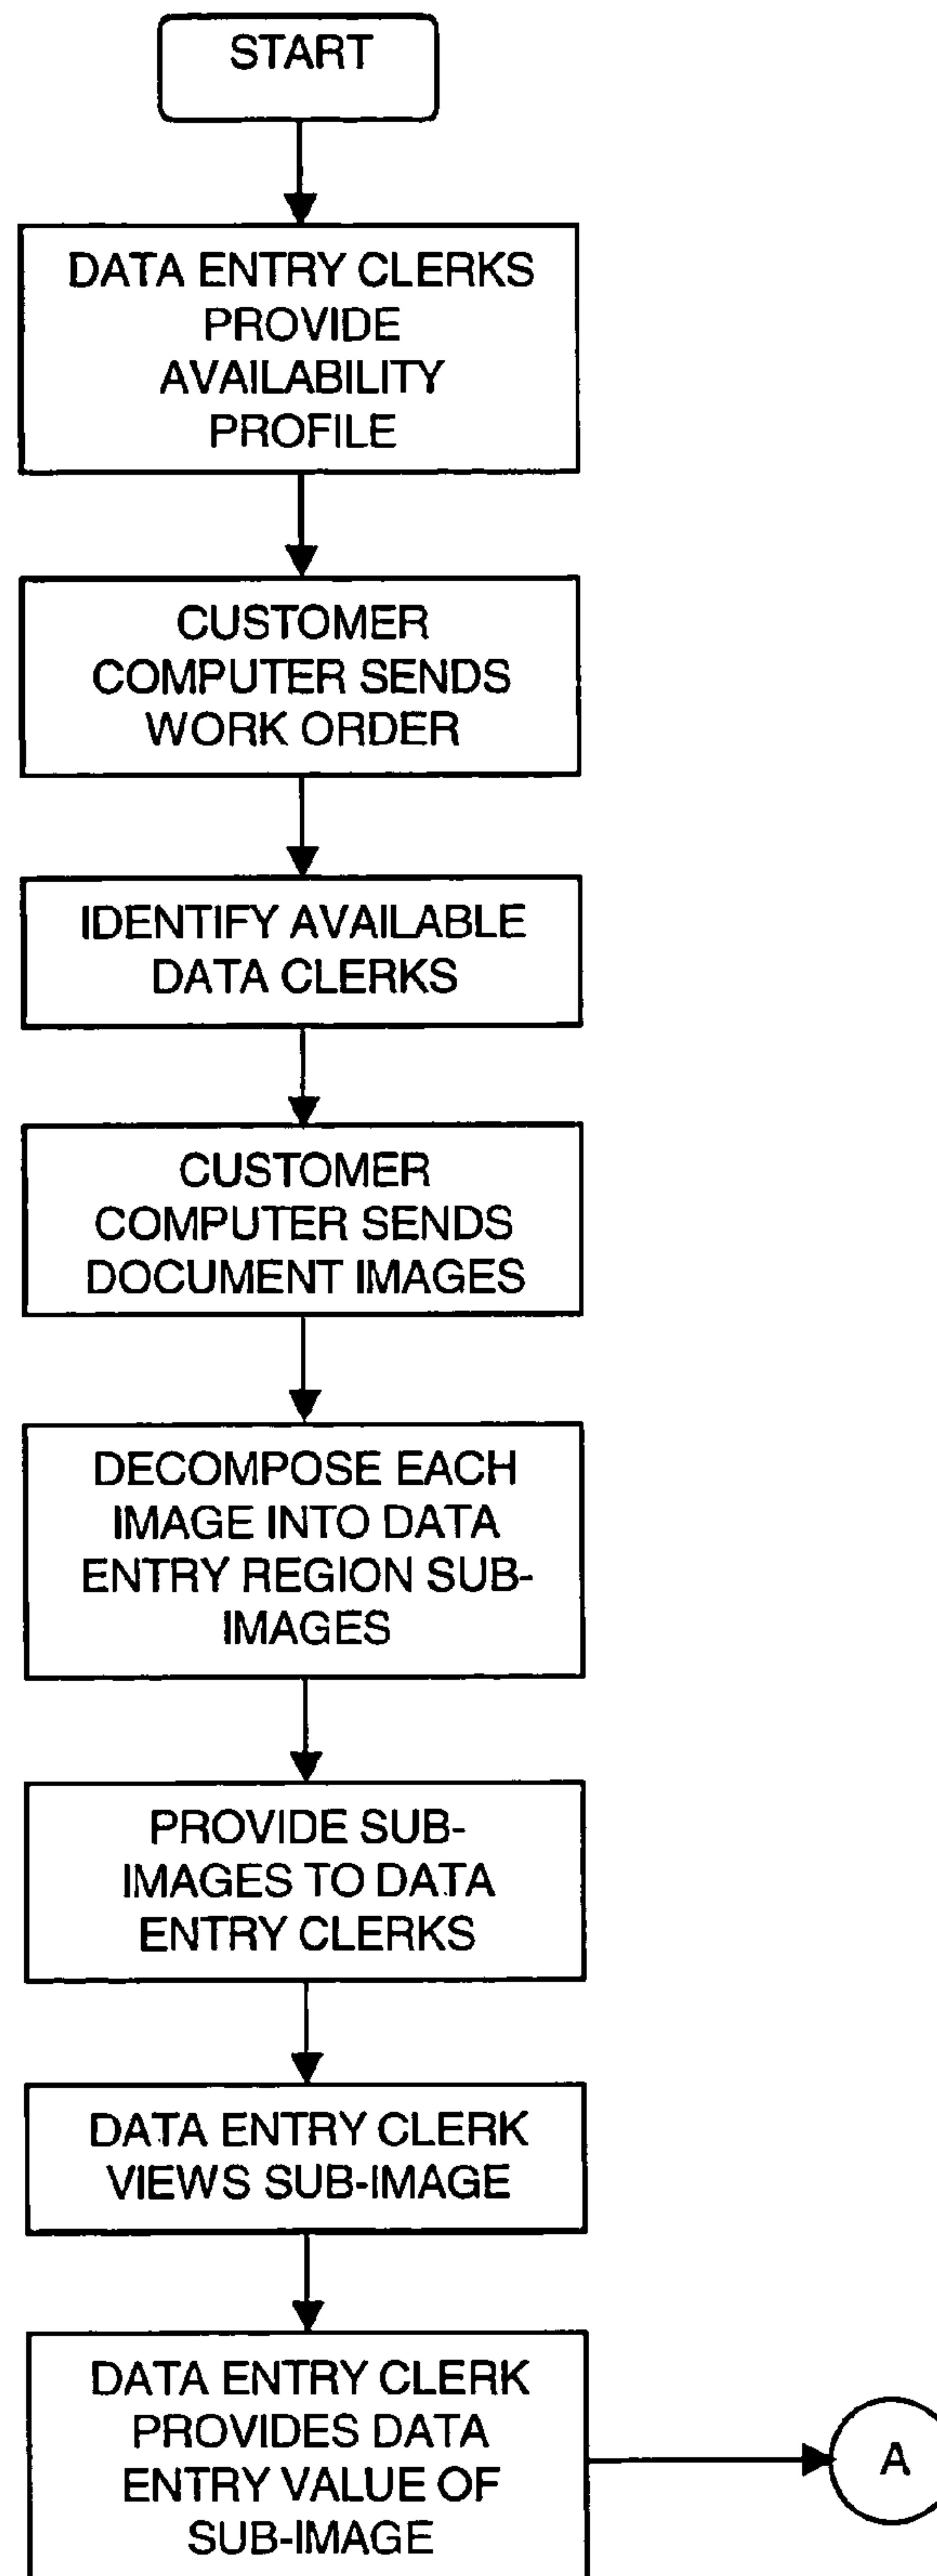 START
DATA ENTRY CLERKS
PROVIDE
AVAILABILITY
PROFILE
CUSTOMER
COMPUTER SENDS
WORK ORDER
IDENTIFY AVAILABLE
DATA CLERKS
CUSTOMER
COMPUTER SENDS
DOCUMENT IMAGES
DECOMPOSE EACH
IMAGE INTO DATA
ENTRY REGION SUB-
IMAGES
PROVIDE SUB-
IMAGES TO DATA
ENTRY CLERKS
DATA ENTRY CLERK
VIEWS SUB-IMAGE
DATA ENTRY CLERK
PROVIDES DATA
ENTRY VALUE OF
SUB-IMAGE
A